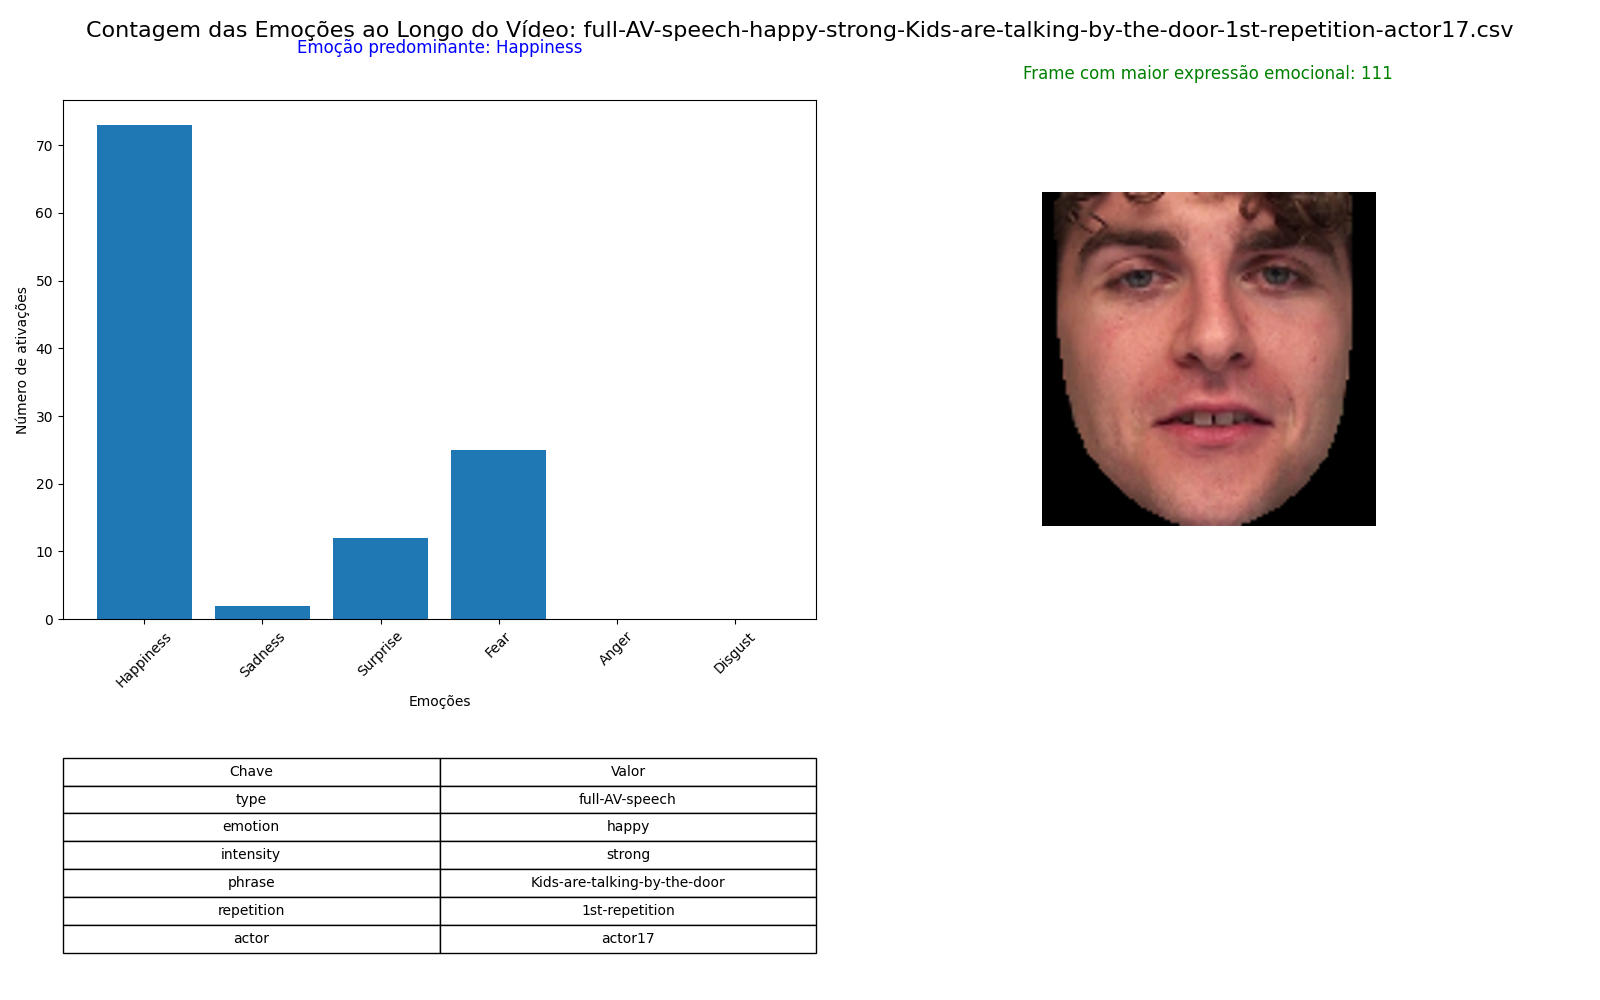 Contagem das Emoções ao Longo do Vídeo: full-AV-speech-happy-strong-Kids-are-talking-by-the-door-1st-repetition-actor17.csv
Emoção predominante: Happiness
Frame com maior expressão emocional: 111
Número de ativações
70
60
50
40
30
20
10
0
Happiness Sadness Surprise Fear Anger Disgust
Emoções
Chave Valor
type full-AV-speech
emotion happy
intensity strong
phrase Kids-are-talking-by-the-door
repetition 1st-repetition
actor actor17